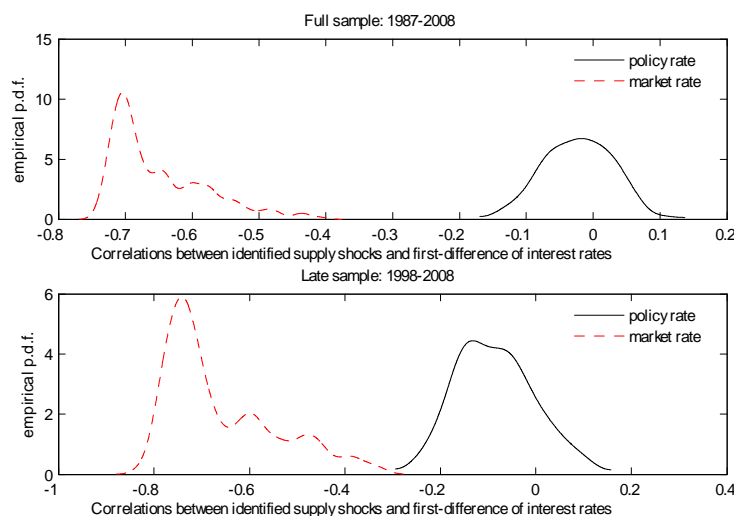 Full sample: 1987-2008
15
10
5
0
empirical p.d.f.
policy rate
market rate
-0.8 -0.7 -0.6 -0.5 -0.4 -0.3 -0.2 -0.1 0 0.1 0.2
Correlations between identified supply shocks and first-difference of interest rates
Late sample: 1998-2008
6
4
2
0
empirical p.d.f.
policy rate
market rate
-1 -0.8 -0.6 -0.4 -0.2 0 0.2 0.4
Correlations between identified supply shocks and first-difference of interest rates